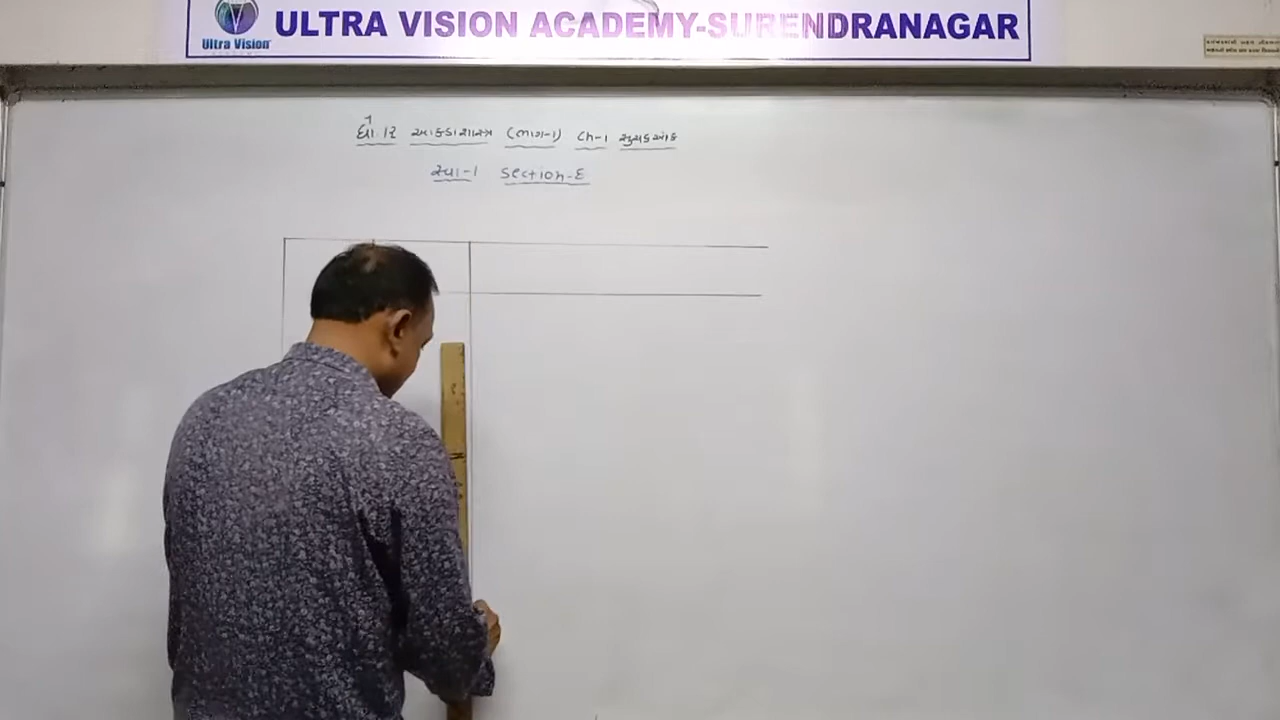 ULTRA VISION ACADEMY-SURENDRANAGAR
Ultra Vision
ધો.12 આંકડાશાસ્ત્ર (ભાગ-1) Ch-1 સુચકઆંક
સ્વા-1 Section-E